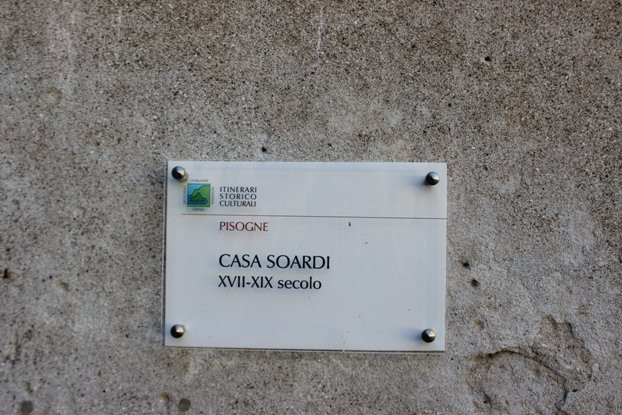 ITINERARI
STORICO
CULTURALI
PISOGNE
CASA SOARDI
XVII-XIX secolo